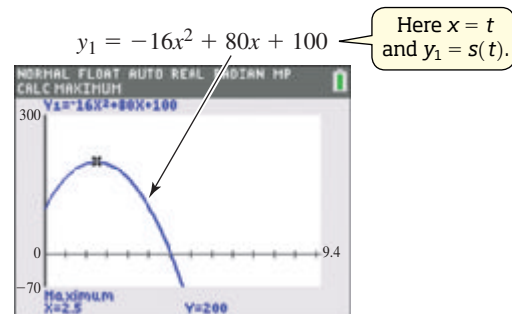 y₁ = −16x² + 80x + 100
Here x = t
and y₁ = s(t).
NORMAL FLOAT AUTO REAL RADIAN MP
CALC MAXIMUM
Y1=-16X²+80X+100
300
0
9.4
−70
Maximum
X=2.5 Y=200